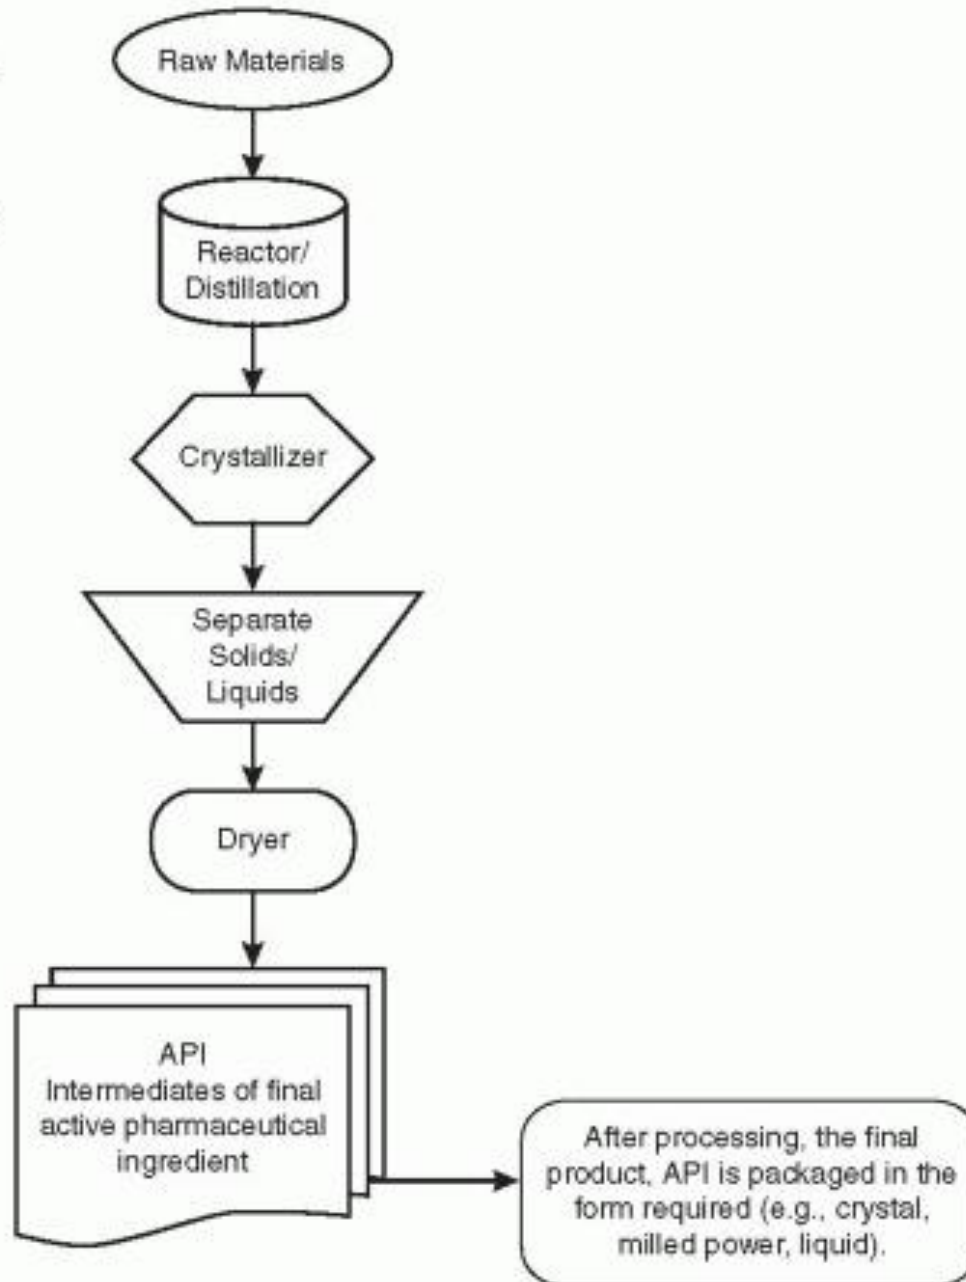 Raw Materials
Reactor/
Distillation
Crystallizer
Separate
Solids/
Liquids
Dryer
API
Intermediates of final
active pharmaceutical
ingredient
After processing, the final
product, API is packaged in the
form required (e.g., crystal,
milled power, liquid).